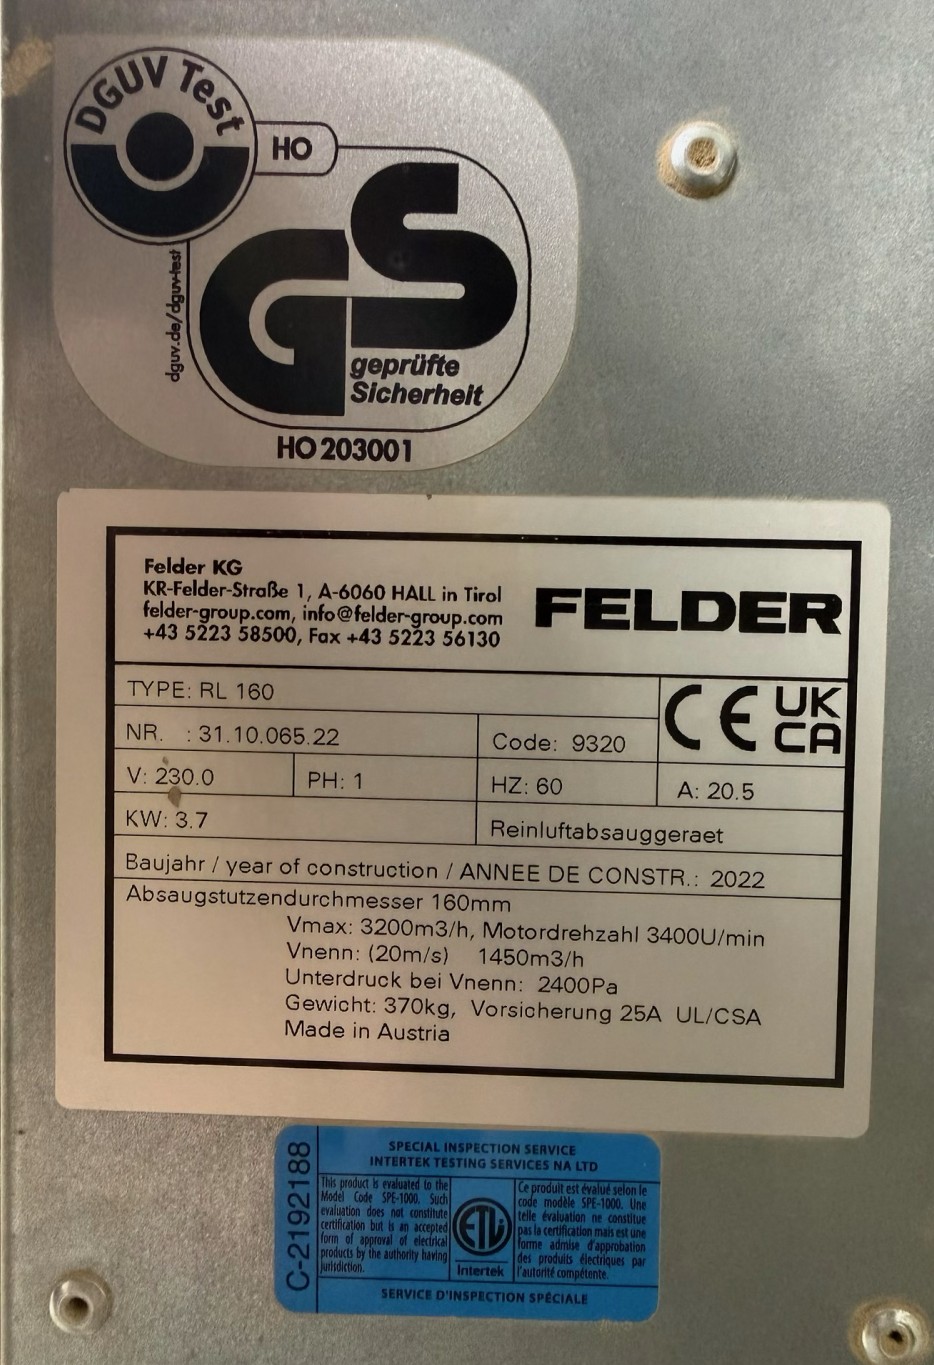 DGUV Test
HO
dguv.de/dguv-test
GS
geprüfte
Sicherheit
HO 203001
Felder KG
KR-Felder-Straße 1, A-6060 HALL in Tirol
felder-group.com, info@felder-group.com
+43 5223 58500, Fax +43 5223 56130
FELDER
TYPE: RL 160
CE UK
CA
NR. : 31.10.065.22
Code: 9320
V: 230.0
PH: 1
HZ: 60
A: 20.5
KW: 3.7
Reinluftabsauggeraet
Baujahr / year of construction / ANNEE DE CONSTR.: 2022
Absaugstutzendurchmesser 160mm
Vmax: 3200m3/h, Motordrehzahl 3400U/min
Vnenn: (20m/s) 1450m3/h
Unterdruck bei Vnenn: 2400Pa
Gewicht: 370kg, Vorsicherung 25A UL/CSA
Made in Austria
C-2192188
SPECIAL INSPECTION SERVICE
INTERTEK TESTING SERVICES NA LTD
This product is evaluated to the
Model Code SPE-1000. Such
evaluation does not constitute
certification but is an accepted
form of approval of electrical
products by the authority having
jurisdiction.
ETL
Intertek
Ce produit est évalué selon le
code modèle SPE-1000. Une
telle évaluation ne constitue
pas la certification mais est une
forme admise d'approbation
des produits électriques par
l'autorité compétente.
SERVICE D'INSPECTION SPÉCIALE